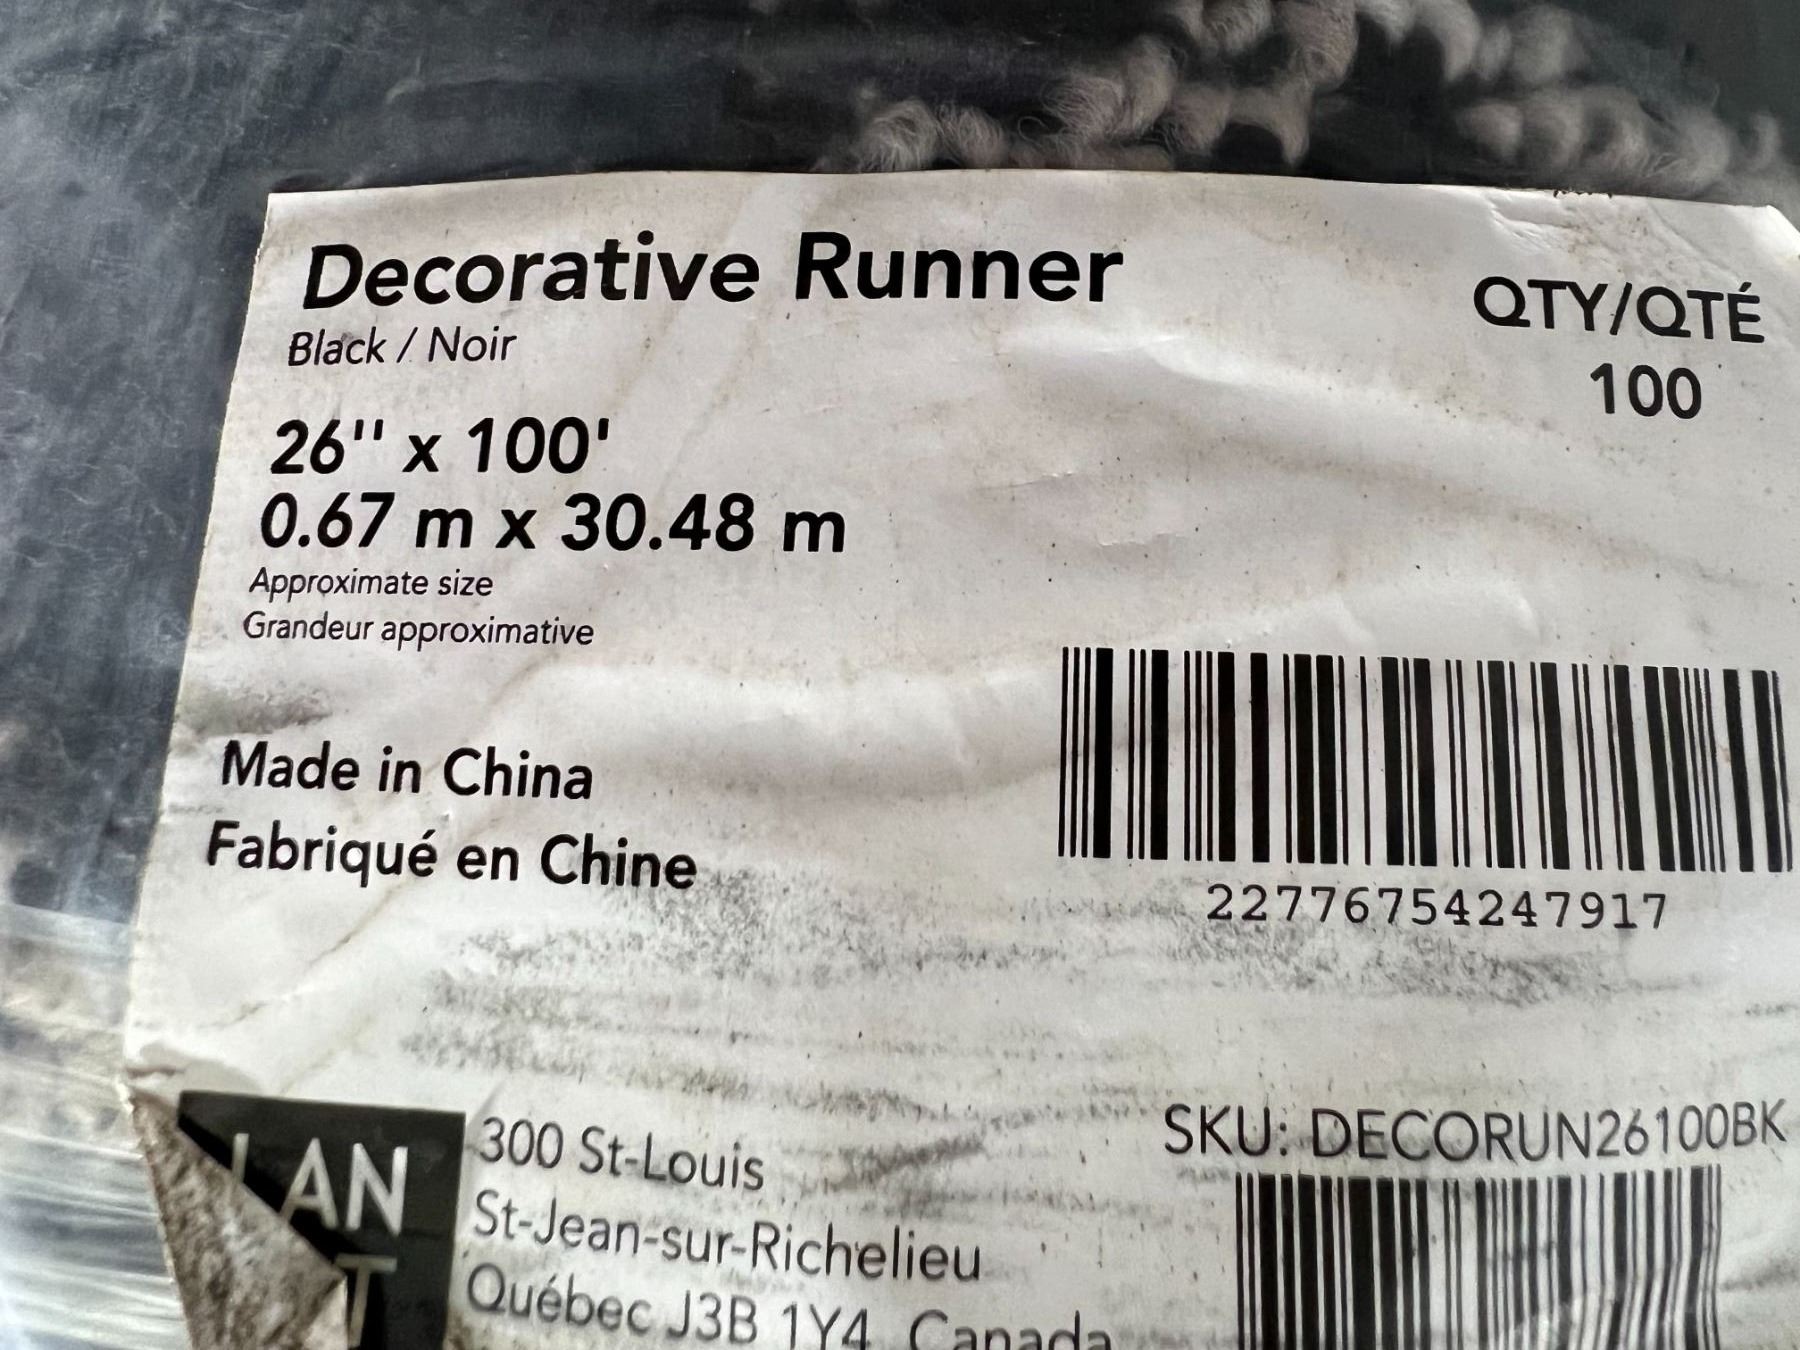 Decorative Runner
Black / Noir
QTY/QTÉ
100
26'' x 100'
0.67 m x 30.48 m
Approximate size
Grandeur approximative
Made in China
Fabriqué en Chine
22776754247917
SKU: DECORUN26100BK
LAN
T
300 St-Louis
St-Jean-sur-Richelieu
Québec J3B 1Y4 Canada